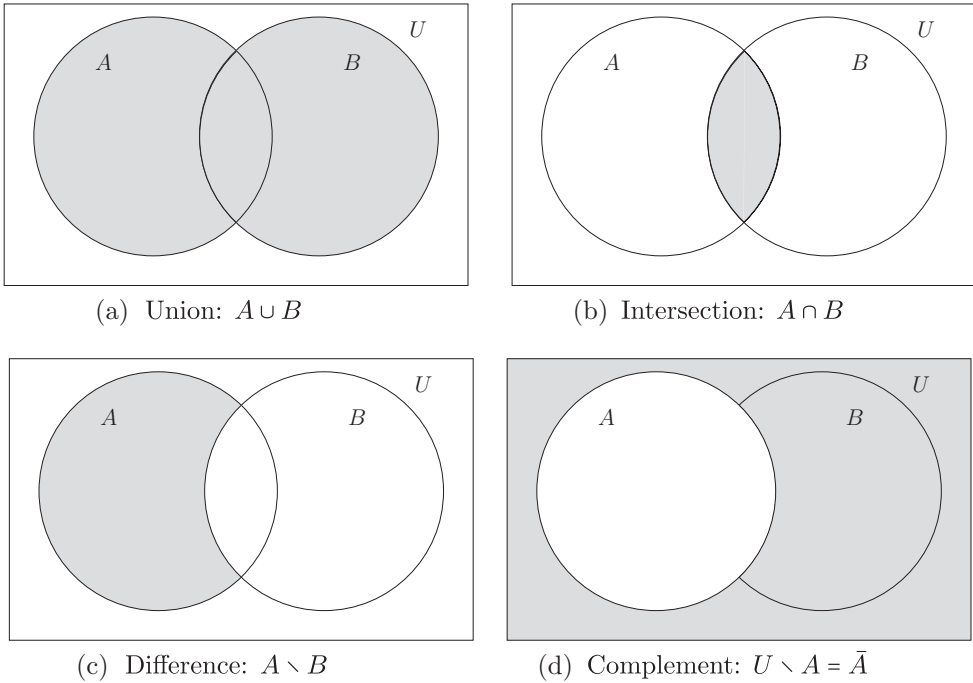 A B U
A B U
(a) Union: A ∪ B
(b) Intersection: A ∩ B
A B U
A B U
(c) Difference: A ∖ B
(d) Complement: U ∖ A = Ā